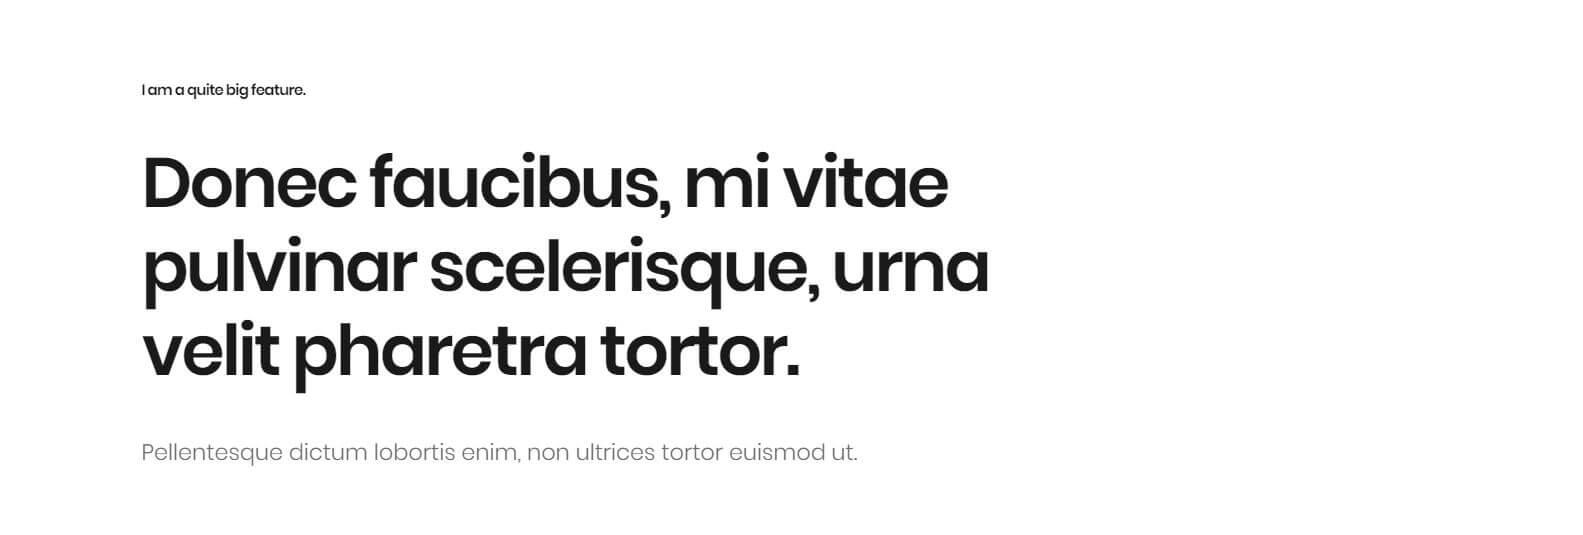 I am a quite big feature.
Donec faucibus, mi vitae
pulvinar scelerisque, urna
velit pharetra tortor.
Pellentesque dictum lobortis enim, non ultrices tortor euismod ut.